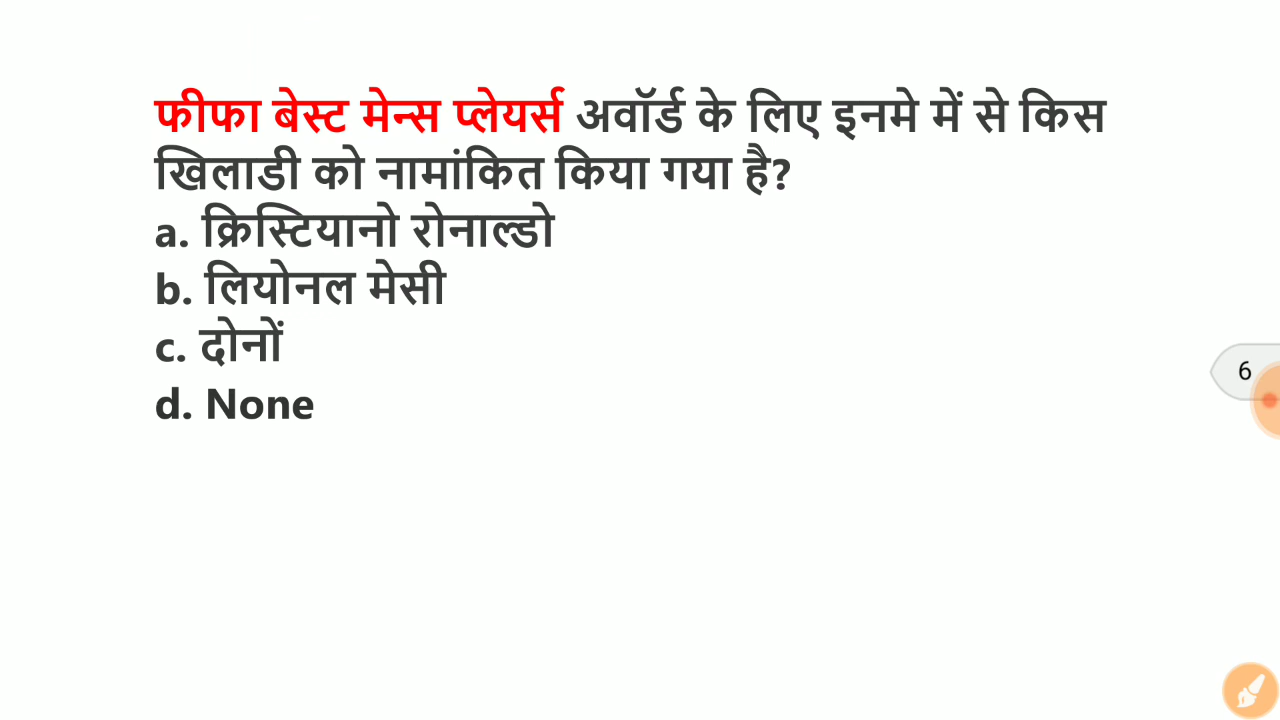 फीफा बेस्ट मेन्स प्लेयर्स अवॉर्ड के लिए इनमे में से किस
खिलाडी को नामांकित किया गया है?
a. क्रिस्टियानो रोनाल्डो
b. लियोनल मेसी
c. दोनों
d. None
6